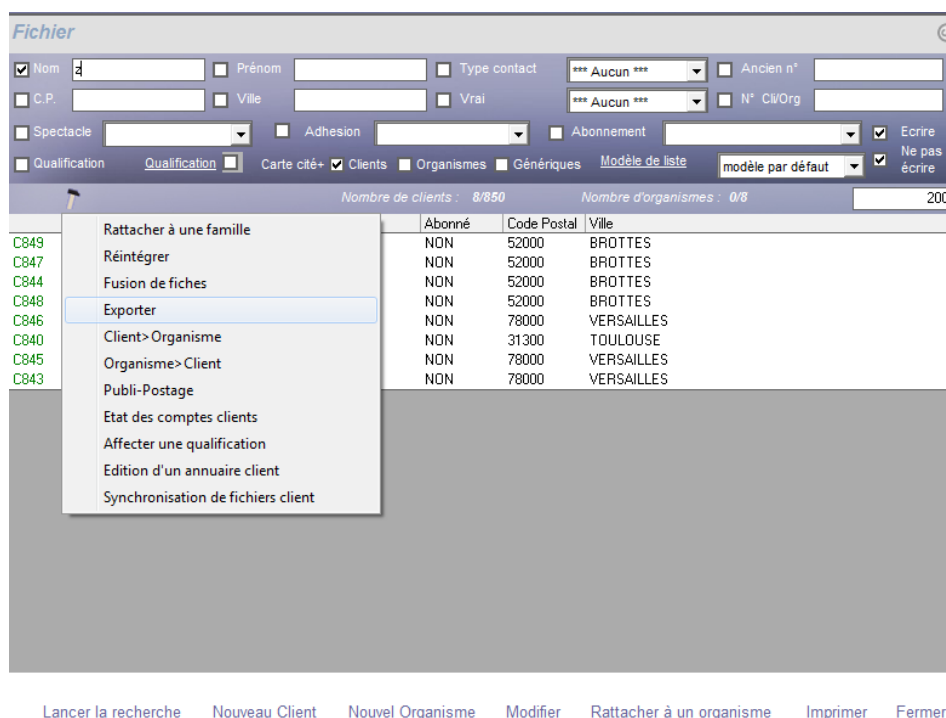 Fichier
Nom z Prénom Type contact *** Aucun *** Ancien n°
C.P. Ville Vrai *** Aucun *** N° Cli/Org
Spectacle Adhesion Abonnement Ecrire
Qualification Qualification Carte cité+ Clients Organismes Génériques Modèle de liste modèle par défaut Ne pas écrire
Nombre de clients : 8/850 Nombre d'organismes : 0/8 200
Abonné Code Postal Ville
C849 NON 52000 BROTTES
C847 NON 52000 BROTTES
C844 NON 52000 BROTTES
C848 NON 52000 BROTTES
C846 NON 78000 VERSAILLES
C840 NON 31300 TOULOUSE
C845 NON 78000 VERSAILLES
C843 NON 78000 VERSAILLES
Rattacher à une famille
Réintégrer
Fusion de fiches
Exporter
Client>Organisme
Organisme>Client
Publi-Postage
Etat des comptes clients
Affecter une qualification
Edition d'un annuaire client
Synchronisation de fichiers client
Lancer la recherche Nouveau Client Nouvel Organisme Modifier Rattacher à un organisme Imprimer Fermer